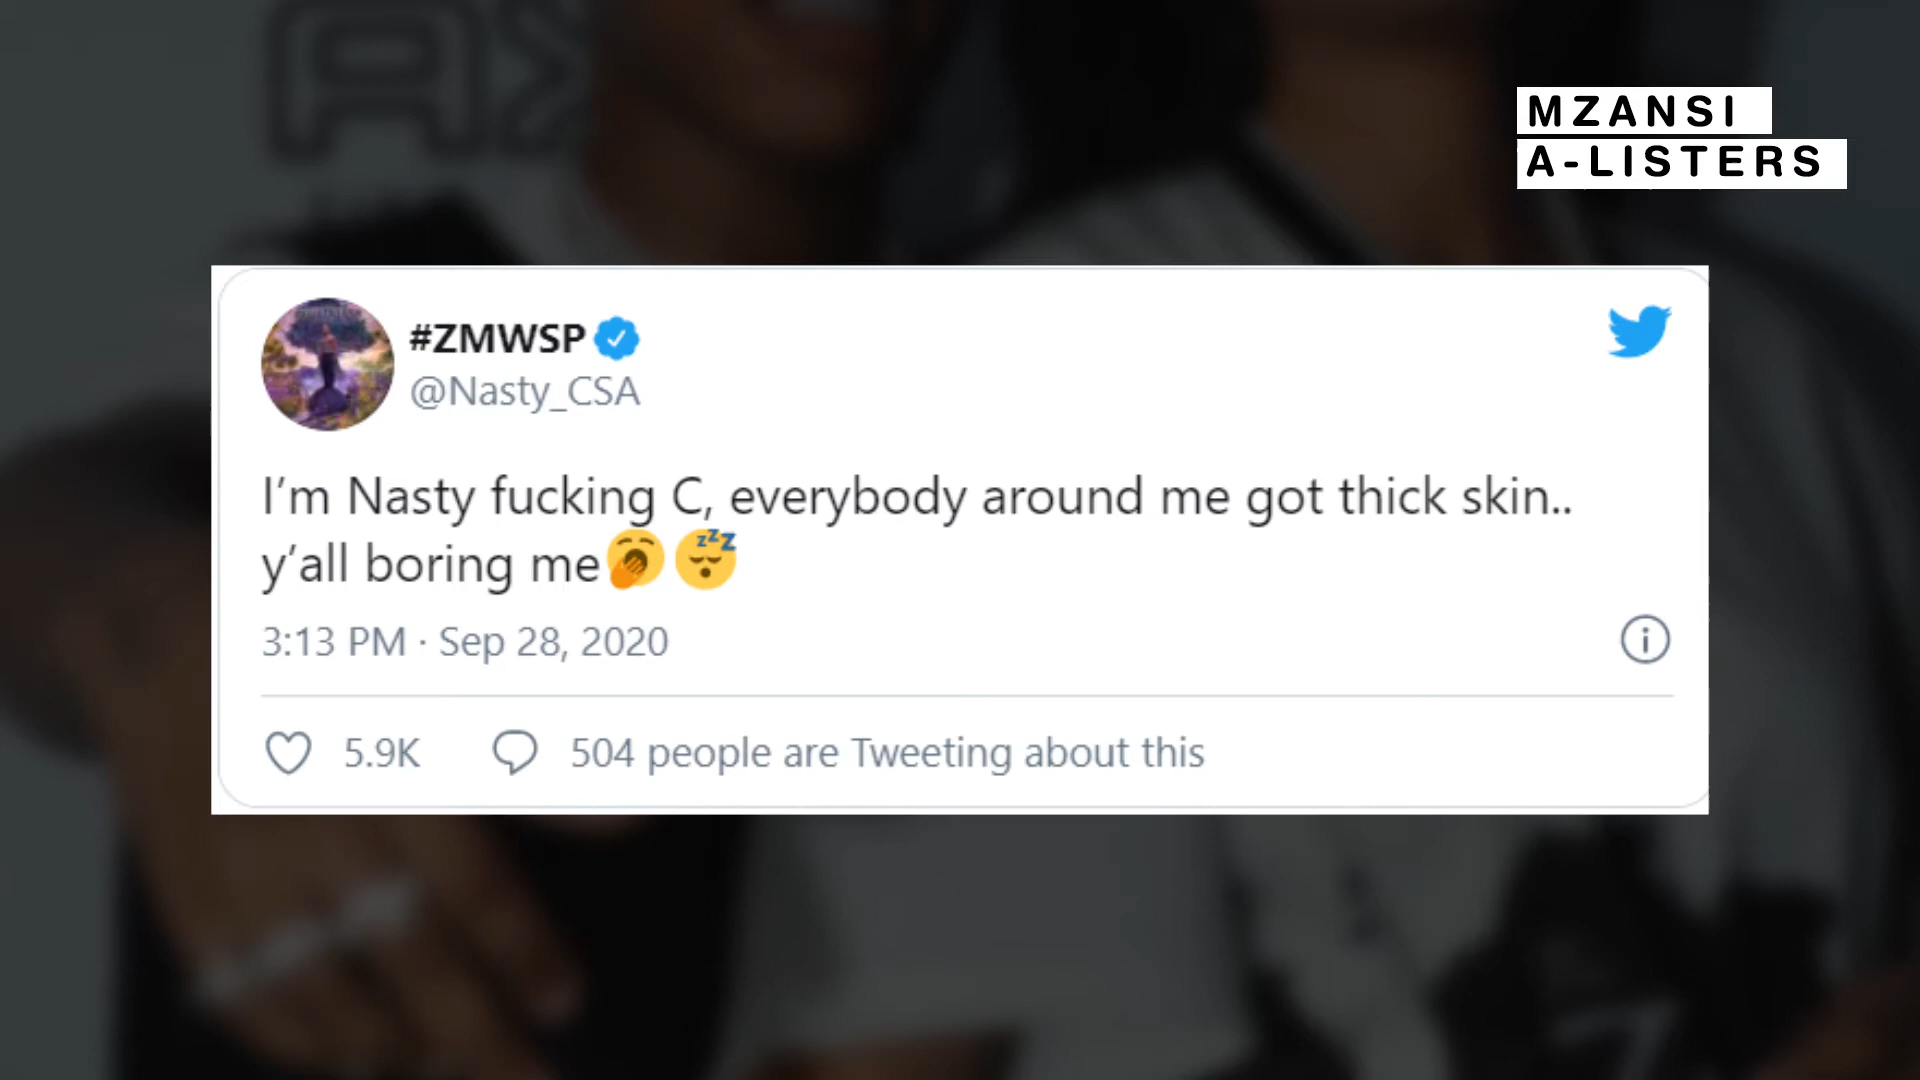 MZANSI
A-LISTERS
#ZMWSP
@Nasty_CSA
I’m Nasty fucking C, everybody around me got thick skin..
y’all boring me🥱😴
3:13 PM · Sep 28, 2020
5.9K 504 people are Tweeting about this